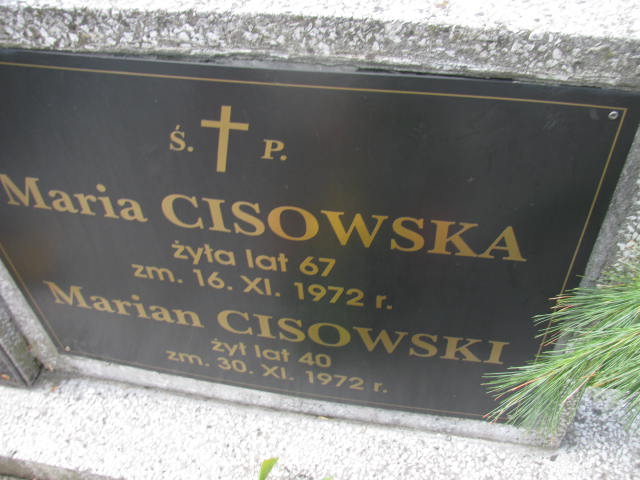 Ś. P.
Maria CISOWSKA
żyła lat 67
zm. 16. XI. 1972 r.
Marian CISOWSKI
żył lat 40
zm. 30. XI. 1972 r.